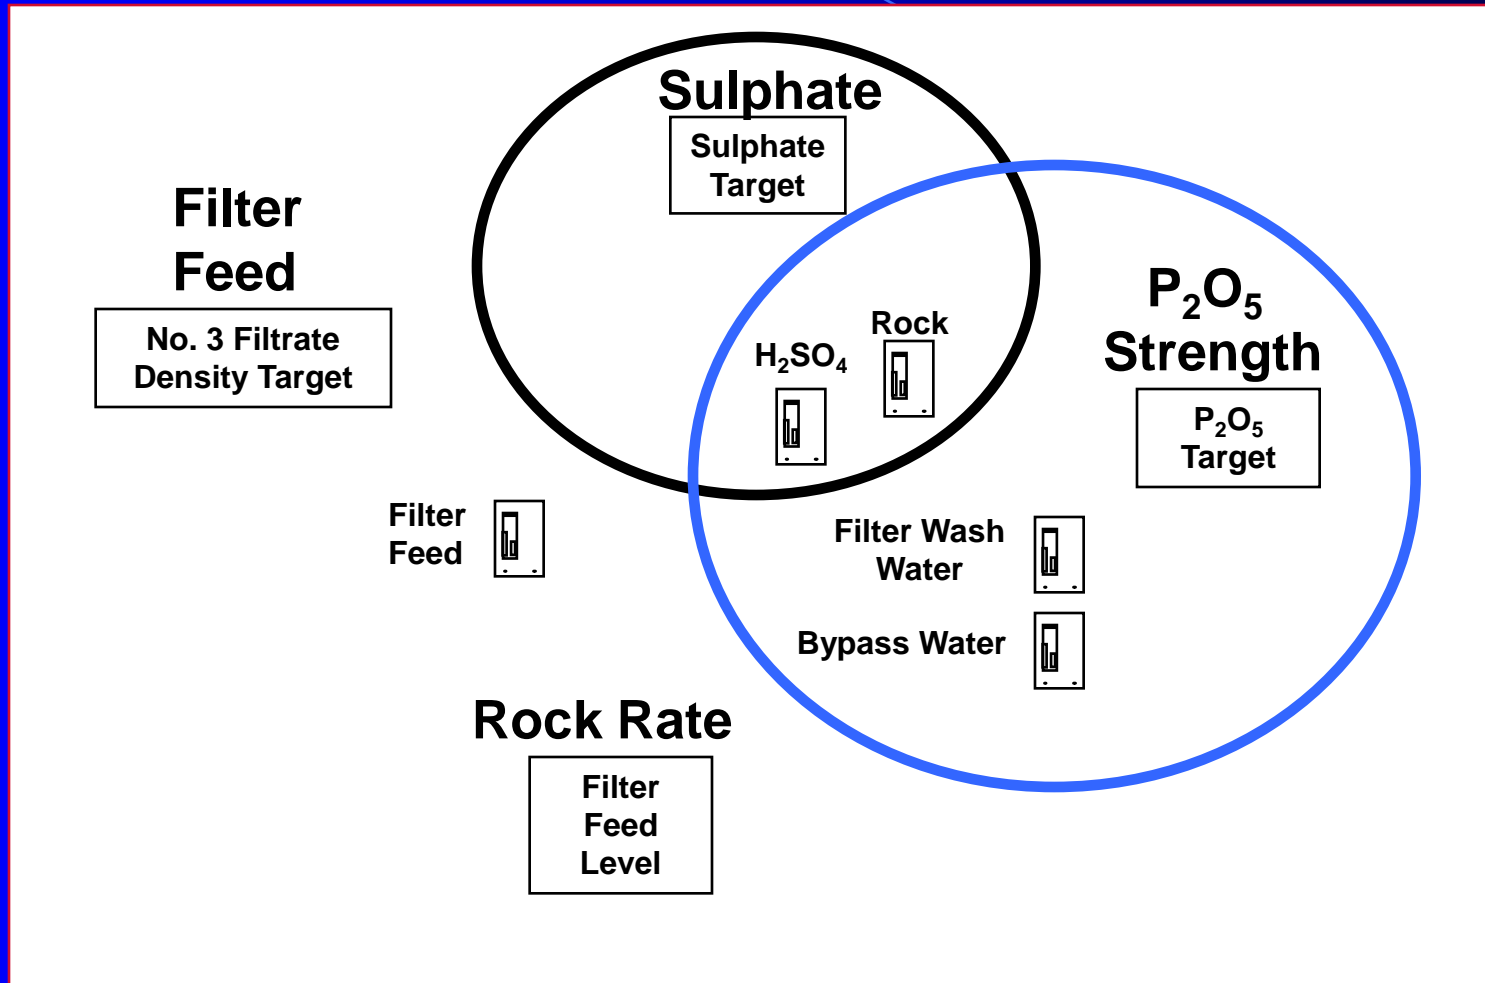 Sulphate
Sulphate
Target
Filter
Feed
No. 3 Filtrate
Density Target
P₂O₅
Strength
P₂O₅
Target
Rock
H₂SO₄
Filter
Feed
Filter Wash
Water
Bypass Water
Rock Rate
Filter
Feed
Level